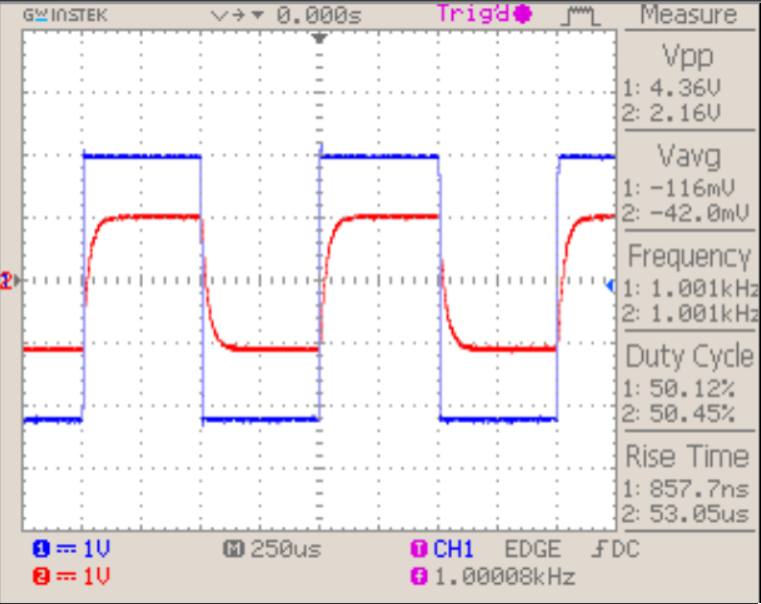 GW INSTEK 0.000s Trig'd Measure
Vpp
1: 4.36V
2: 2.16V
Vavg
1: -116mV
2: -42.0mV
Frequency
1: 1.001kHz
2: 1.001kHz
Duty Cycle
1: 50.12%
2: 50.45%
Rise Time
1: 857.7ns
2: 53.05us
2
1 1V M 250us T CH1 EDGE DC
2 1V f 1.00008kHz